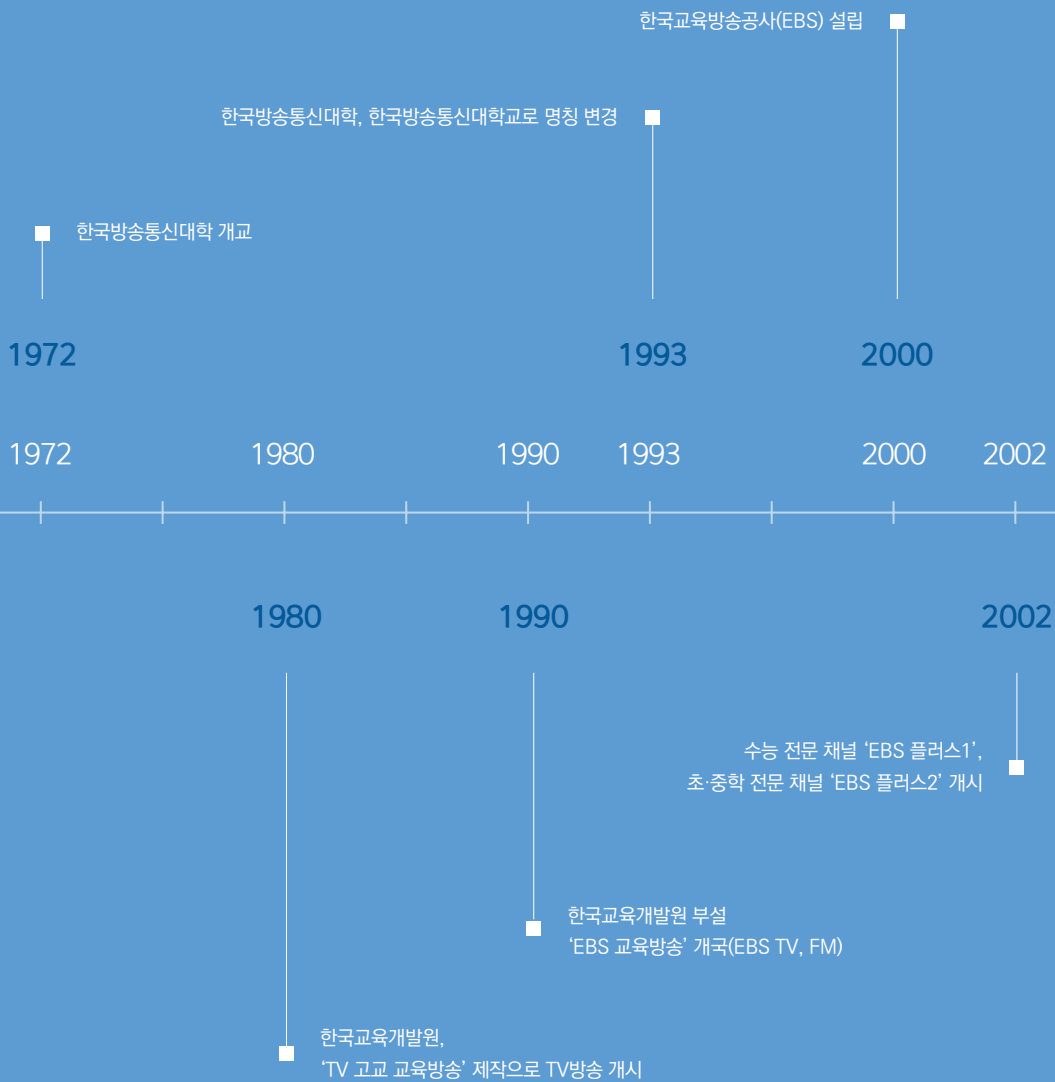 한국교육방송공사(EBS) 설립
한국방송통신대학, 한국방송통신대학교로 명칭 변경
한국방송통신대학 개교
1972
1993
2000
1972
1980
1990
1993
2000
2002
1980
1990
2002
수능 전문 채널 ‘EBS 플러스1’,
초·중학 전문 채널 ‘EBS 플러스2’ 개시
한국교육개발원 부설
‘EBS 교육방송’ 개국(EBS TV, FM)
한국교육개발원,
‘TV 고교 교육방송’ 제작으로 TV방송 개시